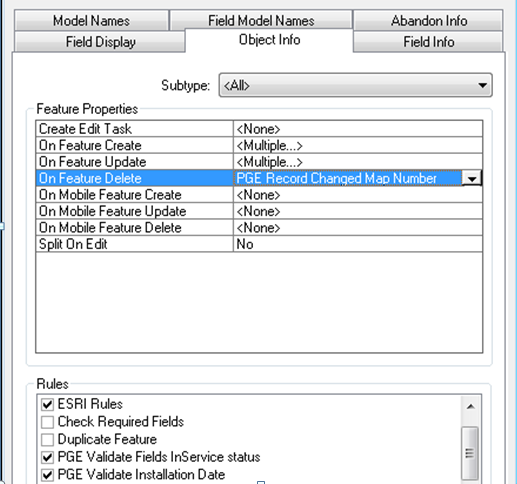 Model Names Field Model Names Abandon Info
Field Display Object Info Field Info
Subtype: <All>
Feature Properties
Create Edit Task <None>
On Feature Create <Multiple...>
On Feature Update <Multiple...>
On Feature Delete PGE Record Changed Map Number
On Mobile Feature Create <None>
On Mobile Feature Update <None>
On Mobile Feature Delete <None>
Split On Edit No
Rules
ESRI Rules
Check Required Fields
Duplicate Feature
PGE Validate Fields InService status
PGE Validate Installation Date